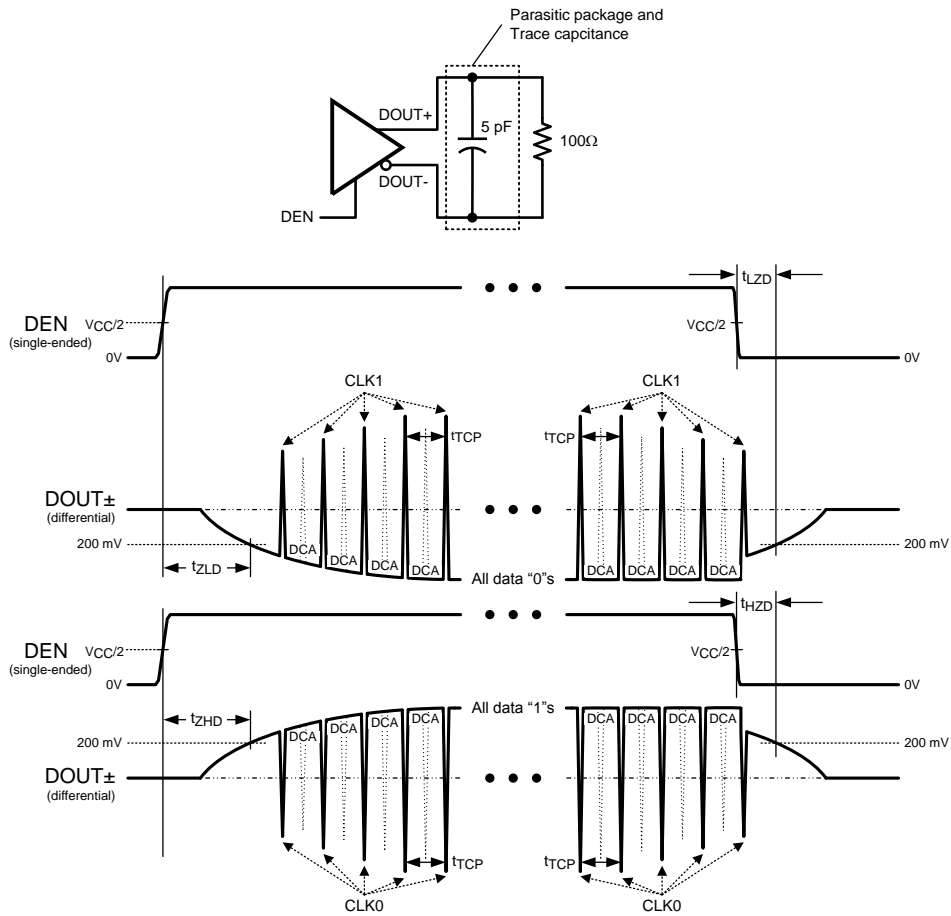 Parasitic package and
Trace capcitance
DOUT+
5 pF
100Ω
DOUT-
DEN
tLZD
DEN
(single-ended)
VCC/2
VCC/2
0V
0V
CLK1
CLK1
tTCP
tTCP
DOUT±
(differential)
200 mV
200 mV
DCA
DCA
DCA
DCA
DCA
DCA
DCA
DCA
tZLD
All data “0”s
tHZD
DEN
(single-ended)
VCC/2
VCC/2
0V
0V
All data “1”s
tZHD
DCA
DCA
DCA
DCA
DCA
DCA
DCA
DCA
200 mV
200 mV
DOUT±
(differential)
tTCP
tTCP
CLK0
CLK0